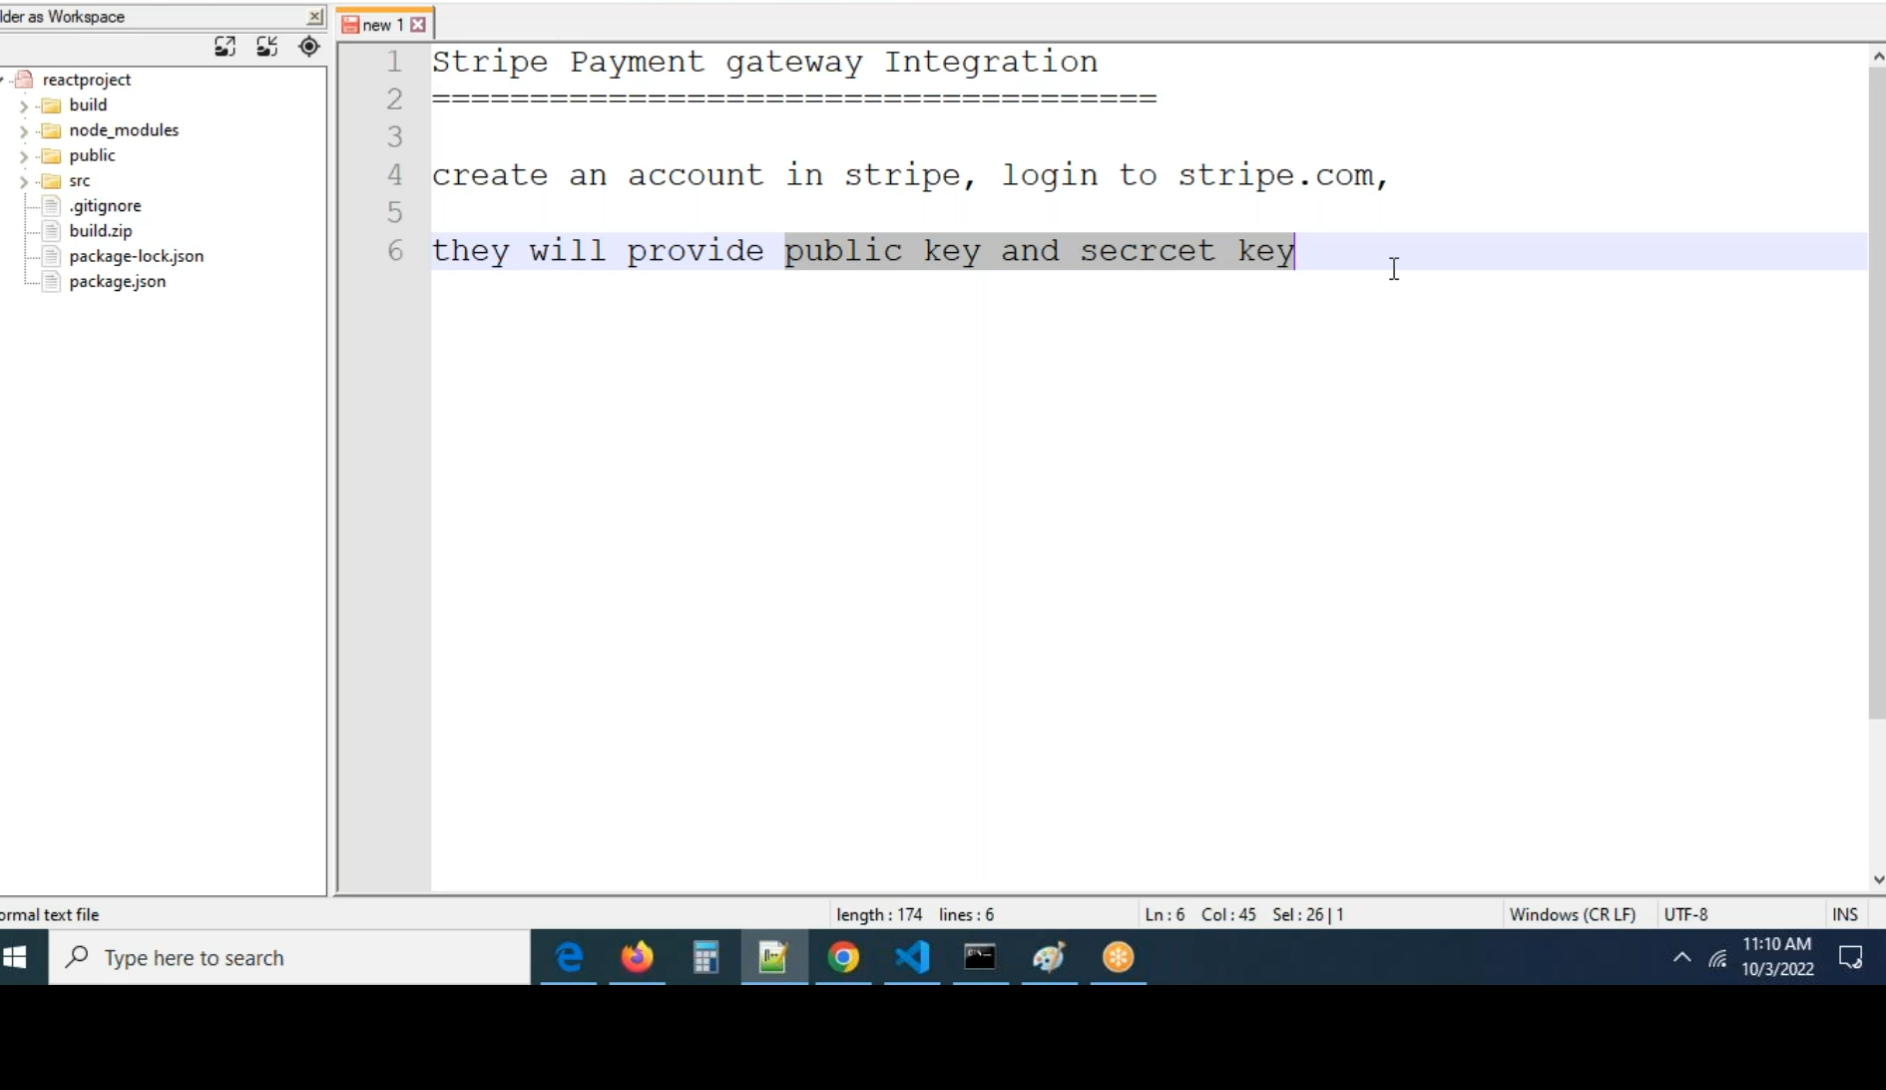 lder as Workspace
new 1
reactproject
build
node_modules
public
src
.gitignore
build.zip
package-lock.json
package.json
1 Stripe Payment gateway Integration
2 =====================================
3
4 create an account in stripe, login to stripe.com,
5
6 they will provide public key and secrcet key
ormal text file length : 174 lines : 6 Ln : 6 Col : 45 Sel : 26 | 1 Windows (CR LF) UTF-8 INS
Type here to search
11:10 AM
10/3/2022